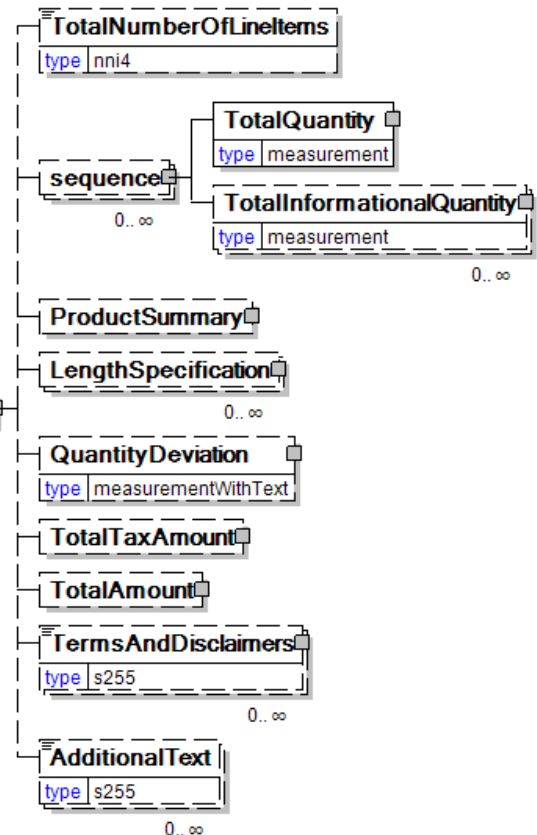 TotalNumberOfLineItems
type nni4
TotalQuantity
type measurement
sequence
0.. ∞
TotalInformationalQuantity
type measurement
0.. ∞
ProductSummary
LengthSpecification
0.. ∞
QuantityDeviation
type measurementWithText
TotalTaxAmount
TotalAmount
TermsAndDisclaimers
type s255
0.. ∞
AdditionalText
type s255
0.. ∞